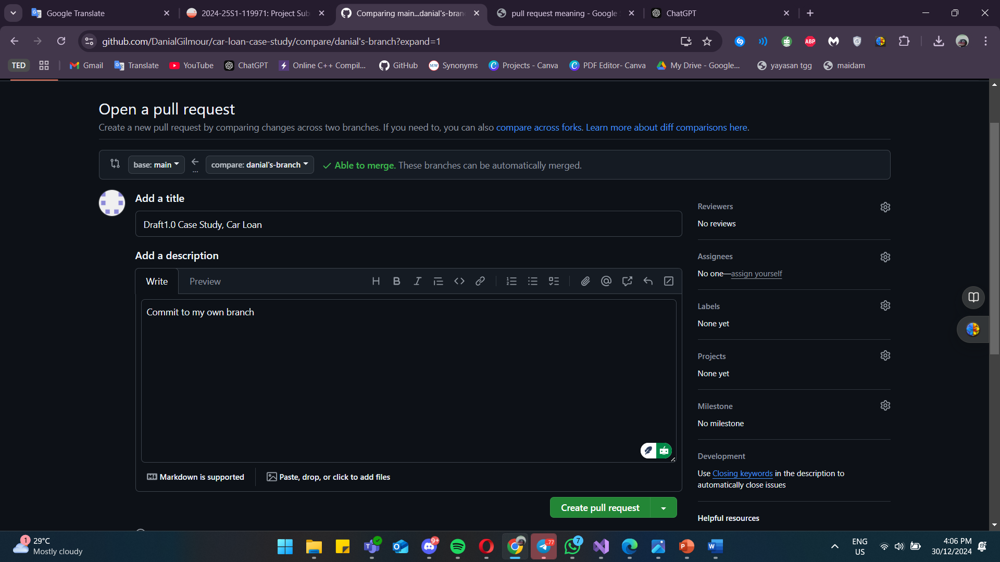 Google Translate
2024-25S1-119971: Project Sub
Comparing main...danial's-bran
pull request meaning - Google
ChatGPT
github.com/DanialGilmour/car-loan-case-study/compare/danial's-branch?expand=1
ABP
TED
Gmail
Translate
YouTube
ChatGPT
Online C++ Compil...
GitHub
MW
Synonyms
Projects - Canva
PDF Editor- Canva
My Drive - Google...
yayasan tgg
maidam
Open a pull request
Create a new pull request by comparing changes across two branches. If you need to, you can also compare across forks. Learn more about diff comparisons here.
base: main
...
compare: danial's-branch
Able to merge. These branches can be automatically merged.
Add a title
Draft1.0 Case Study, Car Loan
Add a description
Write
Preview
Commit to my own branch
Markdown is supported
Paste, drop, or click to add files
Create pull request
Reviewers
No reviews
Assignees
No one—assign yourself
Labels
None yet
Projects
None yet
Milestone
No milestone
Development
Use Closing keywords in the description to
automatically close issues
Helpful resources
1
29°C
Mostly cloudy
9+
.77
7
ENG
US
4:06 PM
30/12/2024